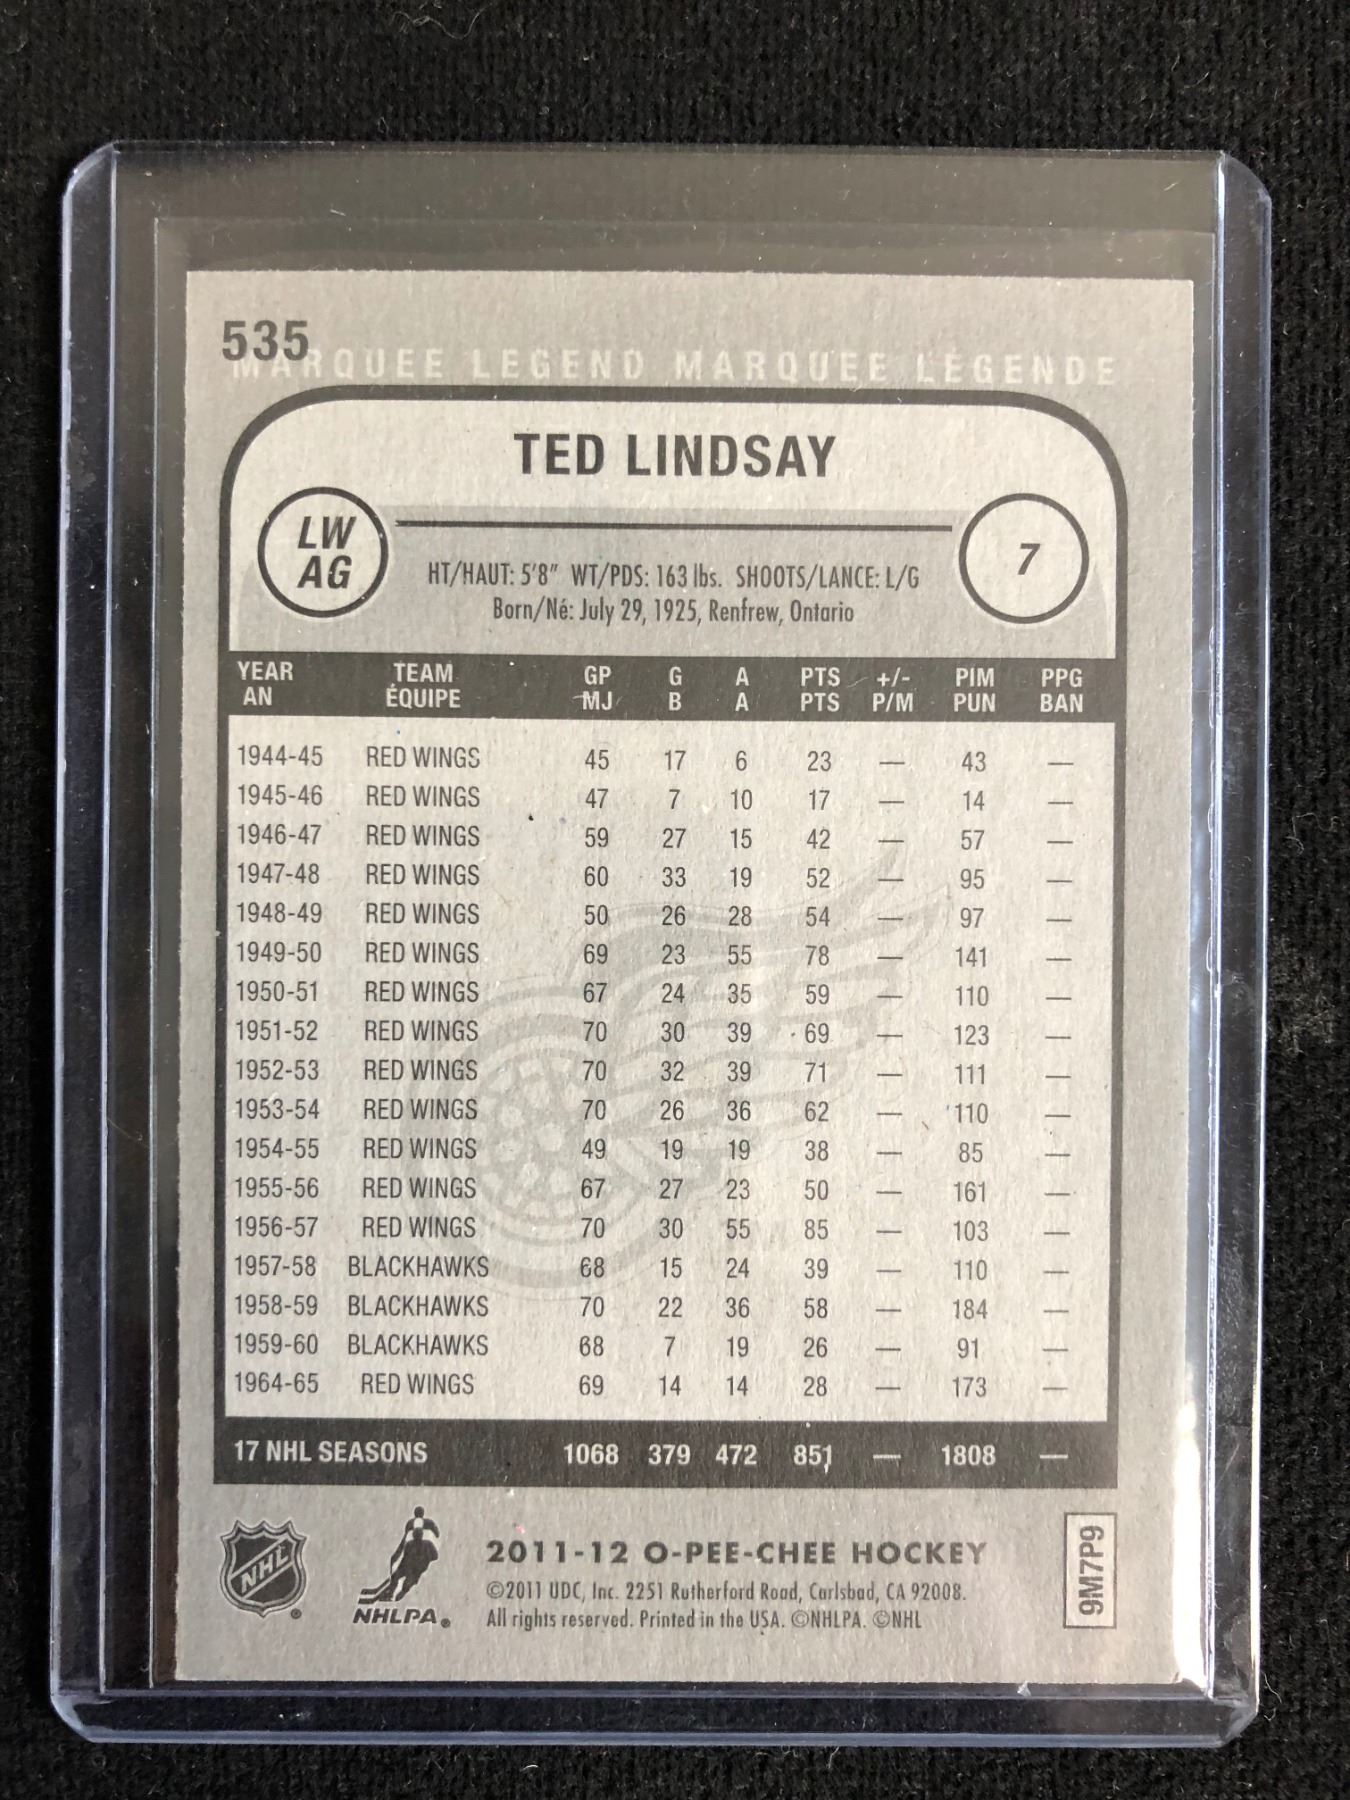 535
MARQUEE LEGEND MARQUEE LÉGENDE
TED LINDSAY
LW
AG
7
HT/HAUT: 5'8" WT/PDS: 163 lbs. SHOOTS/LANCE: L/G
Born/Né: July 29, 1925, Renfrew, Ontario
YEAR TEAM GP G A PTS +/- PIM PPG
AN ÉQUIPE MJ B A PTS P/M PUN BAN
1944-45 RED WINGS 45 17 6 23 — 43 —
1945-46 RED WINGS 47 7 10 17 — 14 —
1946-47 RED WINGS 59 27 15 42 — 57 —
1947-48 RED WINGS 60 33 19 52 — 95 —
1948-49 RED WINGS 50 26 28 54 — 97 —
1949-50 RED WINGS 69 23 55 78 — 141 —
1950-51 RED WINGS 67 24 35 59 — 110 —
1951-52 RED WINGS 70 30 39 69 — 123 —
1952-53 RED WINGS 70 32 39 71 — 111 —
1953-54 RED WINGS 70 26 36 62 — 110 —
1954-55 RED WINGS 49 19 19 38 — 85 —
1955-56 RED WINGS 67 27 23 50 — 161 —
1956-57 RED WINGS 70 30 55 85 — 103 —
1957-58 BLACKHAWKS 68 15 24 39 — 110 —
1958-59 BLACKHAWKS 70 22 36 58 — 184 —
1959-60 BLACKHAWKS 68 7 19 26 — 91 —
1964-65 RED WINGS 69 14 14 28 — 173 —
17 NHL SEASONS 1068 379 472 851 — 1808 —
NHL ®
NHLPA®
2011-12 O-PEE-CHEE HOCKEY
©2011 UDC, Inc. 2251 Rutherford Road, Carlsbad, CA 92008.
All rights reserved. Printed in the USA. ©NHLPA. ©NHL
9M7P9